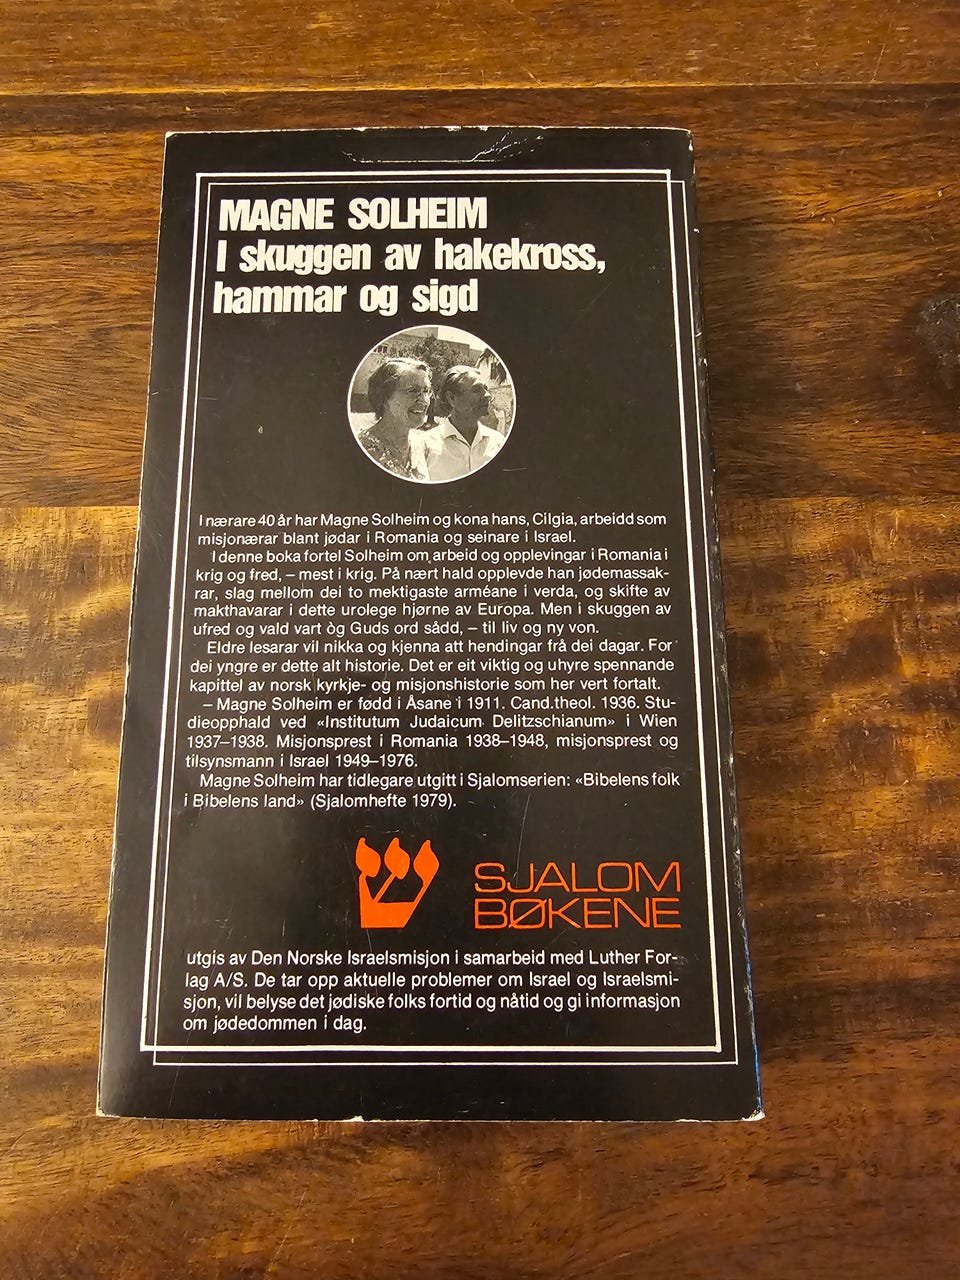 MAGNE SOLHEIM
I skuggen av hakekross,
hammar og sigd
I nærare 40 år har Magne Solheim og kona hans, Cilgia, arbeidd som
misjonærar blant jødar i Romania og seinare i Israel.
I denne boka fortel Solheim om arbeid og opplevingar i Romania i
krig og fred, – mest i krig. På nært hald opplevde han jødemassak-
rar, slag mellom dei to mektigaste arméane i verda, og skifte av
makthavarar i dette urolege hjørne av Europa. Men i skuggen av
ufred og vald vart òg Guds ord sådd, – til liv og ny von.
Eldre lesarar vil nikka og kjenna att hendingar frå dei dagar. For
dei yngre er dette alt historie. Det er eit viktig og uhyre spennande
kapittel av norsk kyrkje- og misjonshistorie som her vert fortalt.
– Magne Solheim er fødd i Åsane i 1911. Cand.theol. 1936. Stu-
dieopphald ved «Institutum Judaicum Delitzschianum» i Wien
1937–1938. Misjonsprest i Romania 1938–1948, misjonsprest og
tilsynsmann i Israel 1949–1976.
Magne Solheim har tidlegare utgitt i Sjalomserien: «Bibelens folk
i Bibelens land» (Sjalomhefte 1979).
ש
SJALOM
BØKENE
utgis av Den Norske Israelsmisjon i samarbeid med Luther For-
lag A/S. De tar opp aktuelle problemer om Israel og Israelsmi-
sjon, vil belyse det jødiske folks fortid og nåtid og gi informasjon
om jødedommen i dag.